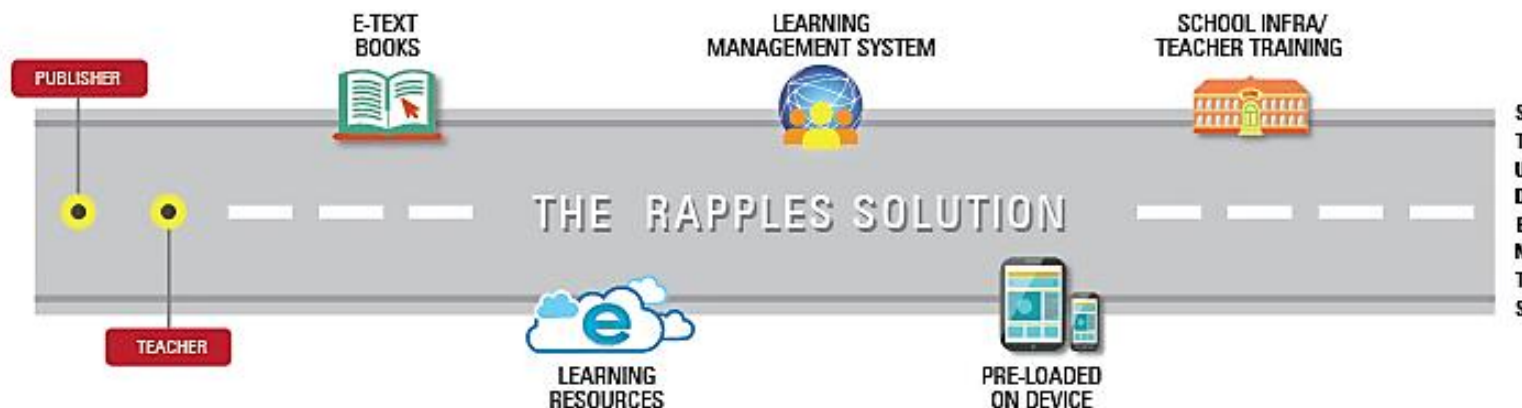 E-TEXT
BOOKS
LEARNING
MANAGEMENT SYSTEM
SCHOOL INFRA/
TEACHER TRAINING
PUBLISHER
THE RAPPLES SOLUTION
TEACHER
LEARNING
RESOURCES
PRE-LOADED
ON DEVICE
STUDENTS